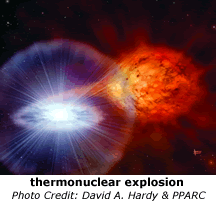 thermonuclear explosion
Photo Credit: David A. Hardy & PPARC